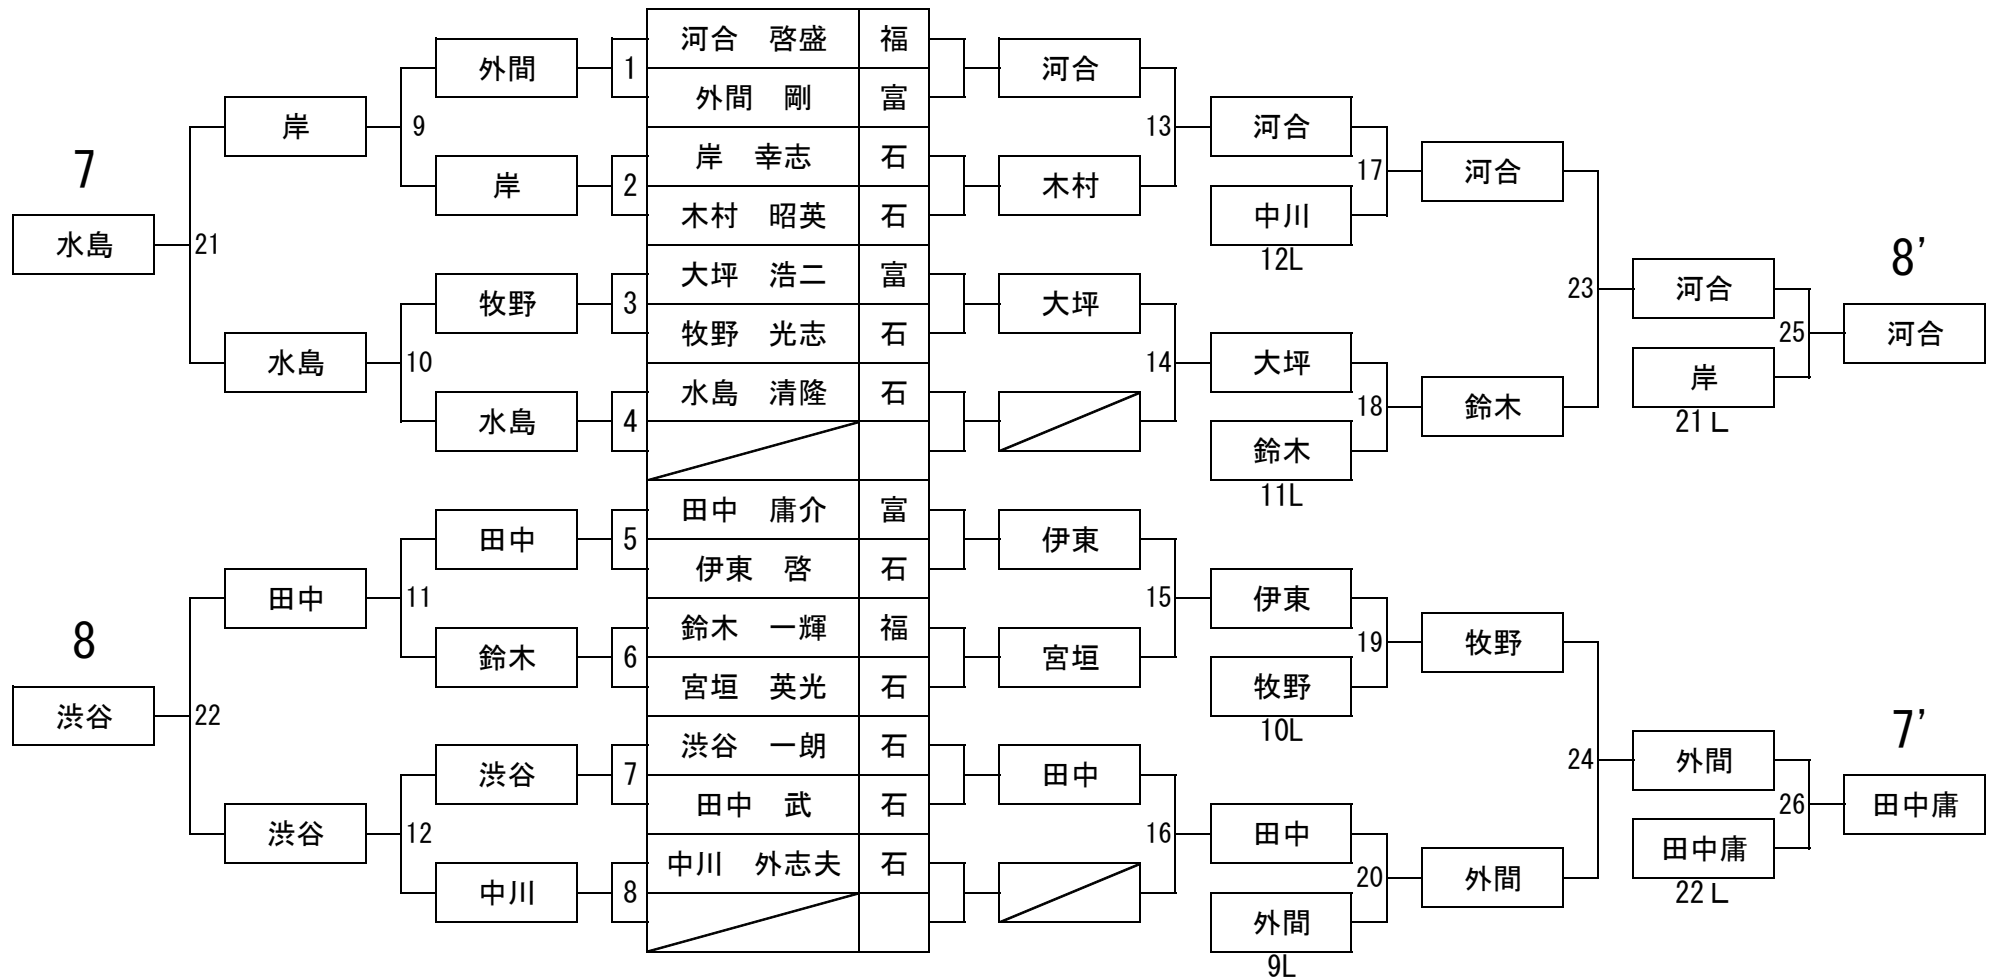 河合　啓盛 福
外間 1 河合
外間　剛 富
岸 9 13 河合
岸　幸志 石
7 17 河合
岸 2 木村
木村　昭英 石 中川
水島 21 12L 8’
大坪　浩二 富
牧野 3 大坪 23 河合
牧野　光志 石 25 河合
水島 10 14 大坪
水島　清隆 石 岸
18 鈴木 21L
水島 4
鈴木
11L
田中　庸介 富
田中 5 伊東
伊東　啓 石
田中 11 15 伊東
鈴木　一輝 福
8 19 牧野
鈴木 6 宮垣
宮垣　英光 石 牧野
渋谷 22 10L 7’
渋谷　一朗 石
渋谷 7 田中 24 外間
田中　武 石 26 田中庸
渋谷 12 16 田中
中川　外志夫 石 田中庸
20 外間 22L
中川 8
外間
9L